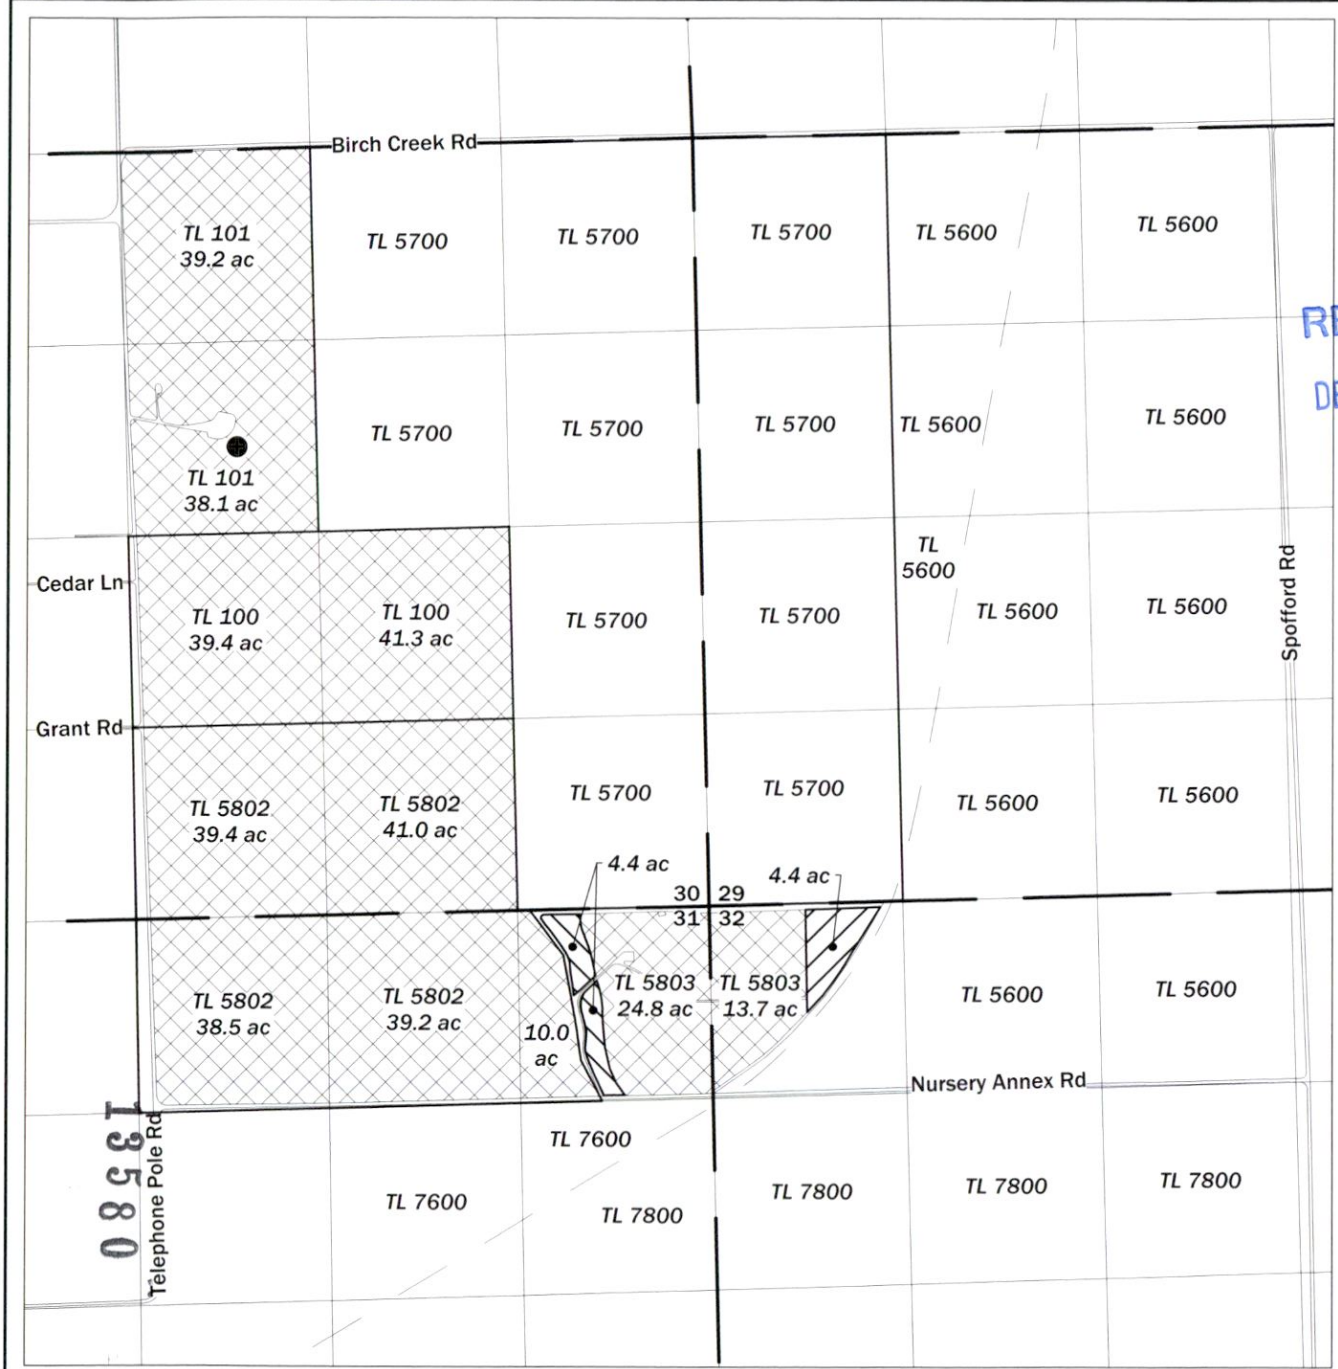 Birch Creek Rd
TL 101
39.2 ac
TL 5700
TL 5700
TL 5700
TL 5600
TL 5600
TL 101
38.1 ac
TL 5700
TL 5700
TL 5700
TL 5600
TL 5600
Cedar Ln
TL 100
39.4 ac
TL 100
41.3 ac
TL 5700
TL 5700
TL
5600
TL 5600
TL 5600
Spofford Rd
Grant Rd
TL 5802
39.4 ac
TL 5802
41.0 ac
TL 5700
TL 5700
TL 5600
TL 5600
4.4 ac
4.4 ac
30 29
31 32
TL 5802
38.5 ac
TL 5802
39.2 ac
10.0
ac
TL 5803
24.8 ac
TL 5803
13.7 ac
TL 5600
TL 5600
Nursery Annex Rd
13580
Telephone Pole Rd
TL 7600
TL 7600
TL 7800
TL 7800
TL 7800
TL 7800